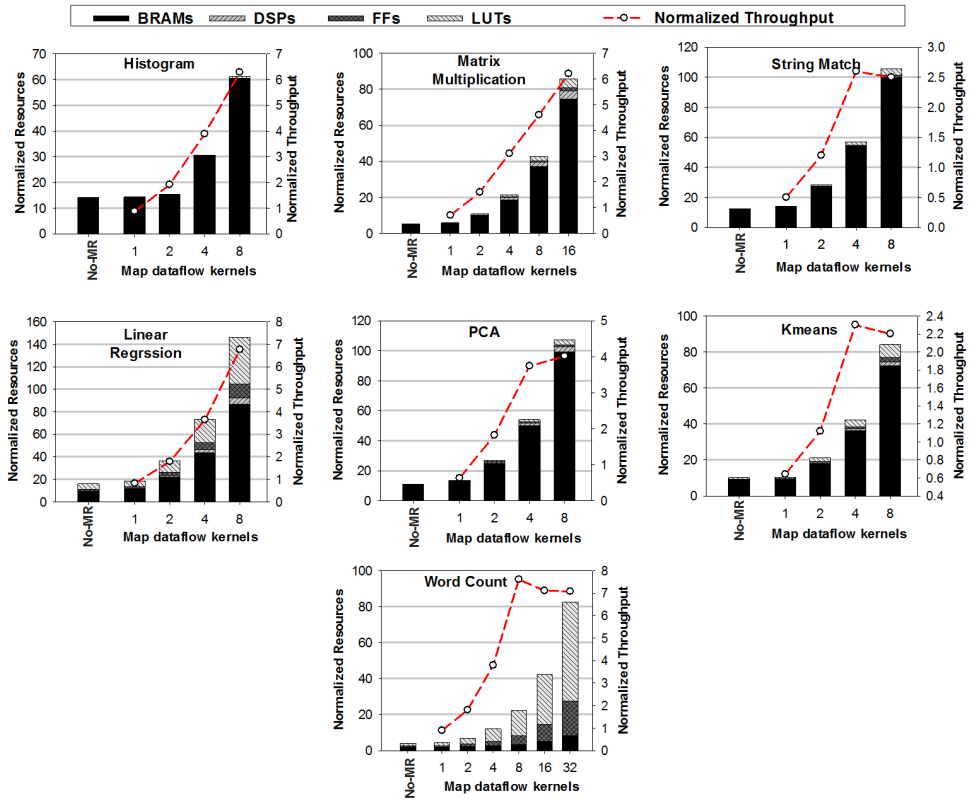 BRAMs DSPs FFs LUTs Normalized Throughput
Histogram
Normalized Resources
70
60
50
40
30
20
10
0
7
6
5
4
3
2
1
0
Normalized Throughput
No-MR 1 2 4 8
Map dataflow kernels
Matrix
Multiplication
Normalized Resources
100
80
60
40
20
0
7
6
5
4
3
2
1
0
Normalized Throughput
No-MR 1 2 4 8 16
Map dataflow kernels
String Match
Normalized Resources
120
100
80
60
40
20
0
3.0
2.5
2.0
1.5
1.0
0.5
0.0
Normalized Throughput
No-MR 1 2 4 8
Map dataflow kernels
Linear
Regrssion
Normalized Resources
160
140
120
100
80
60
40
20
0
8
7
6
5
4
3
2
1
0
Normalized Throughput
No-MR 1 2 4 8
Map dataflow kernels
PCA
Normalized Resources
120
100
80
60
40
20
0
5
4
3
2
1
0
Normalized Throughput
No-MR 1 2 4 8
Map dataflow kernels
Kmeans
Normalized Resources
100
80
60
40
20
0
2.4
2.2
2.0
1.8
1.6
1.4
1.2
1.0
0.8
0.6
0.4
Normalized Throughput
No-MR 1 2 4 8
Map dataflow kernels
Word Count
Normalized Resources
100
80
60
40
20
0
8
7
6
5
4
3
2
1
0
Normalized Throughput
No-MR 1 2 4 8 16 32
Map dataflow kernels